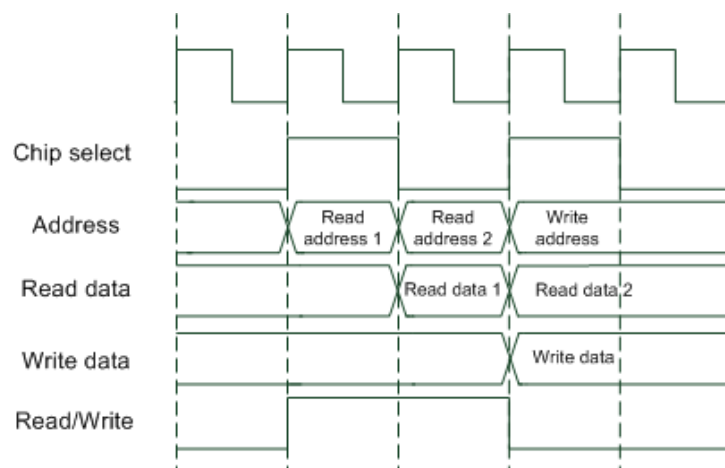 Chip select
Address
Read
address 1
Read
address 2
Write
address
Read data
Read data 1
Read data 2
Write data
Write data
Read/Write